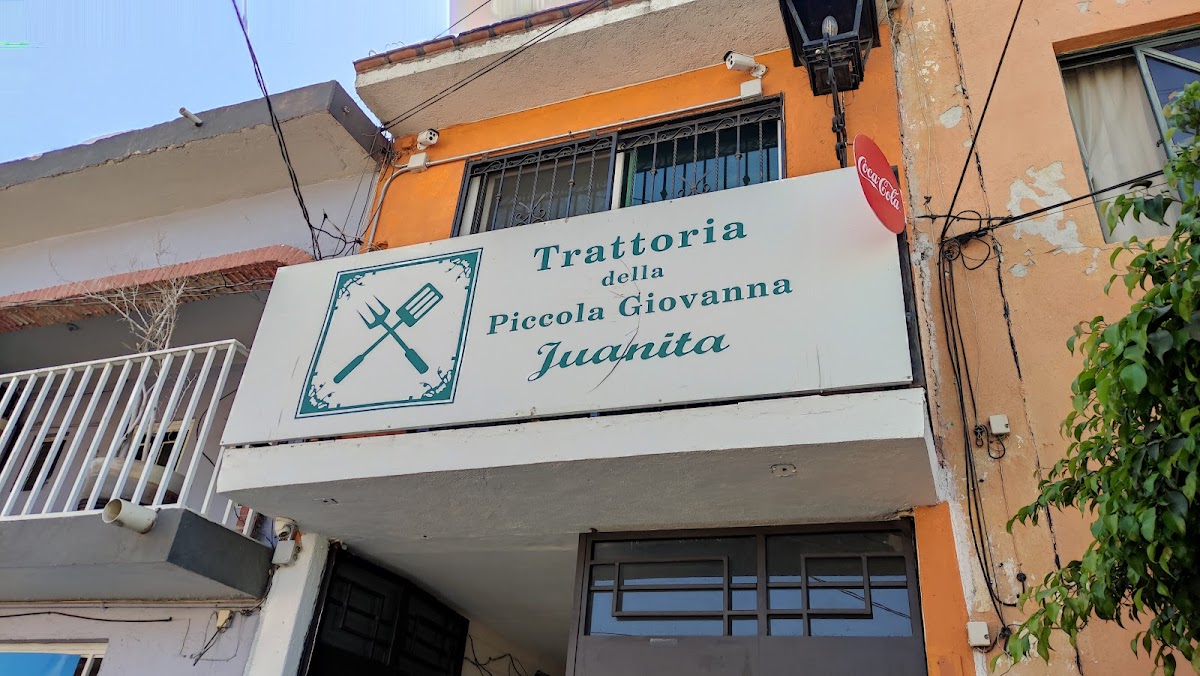 Trattoria
della
Piccola Giovanna
Juanita
Coca-Cola